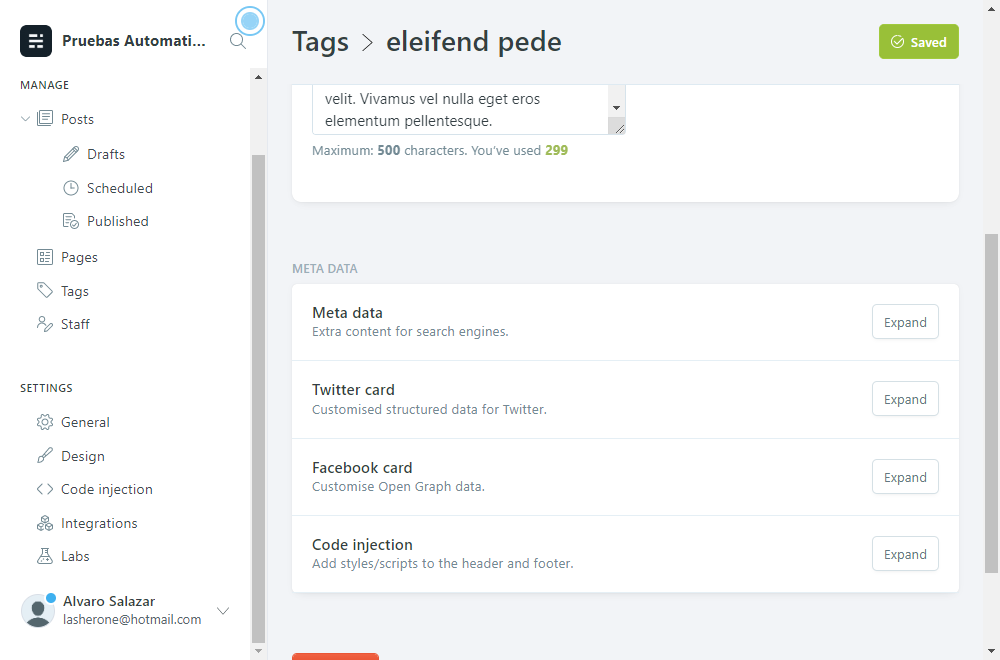 Pruebas Automati...
MANAGE
Posts
Drafts
Scheduled
Published
Pages
Tags
Staff
SETTINGS
General
Design
Code injection
Integrations
Labs
Alvaro Salazar
lasherone@hotmail.com
Tags > eleifend pede
Saved
velit. Vivamus vel nulla eget eros
elementum pellentesque.
Maximum: 500 characters. You've used 299
META DATA
Meta data
Extra content for search engines.
Expand
Twitter card
Customised structured data for Twitter.
Expand
Facebook card
Customise Open Graph data.
Expand
Code injection
Add styles/scripts to the header and footer.
Expand